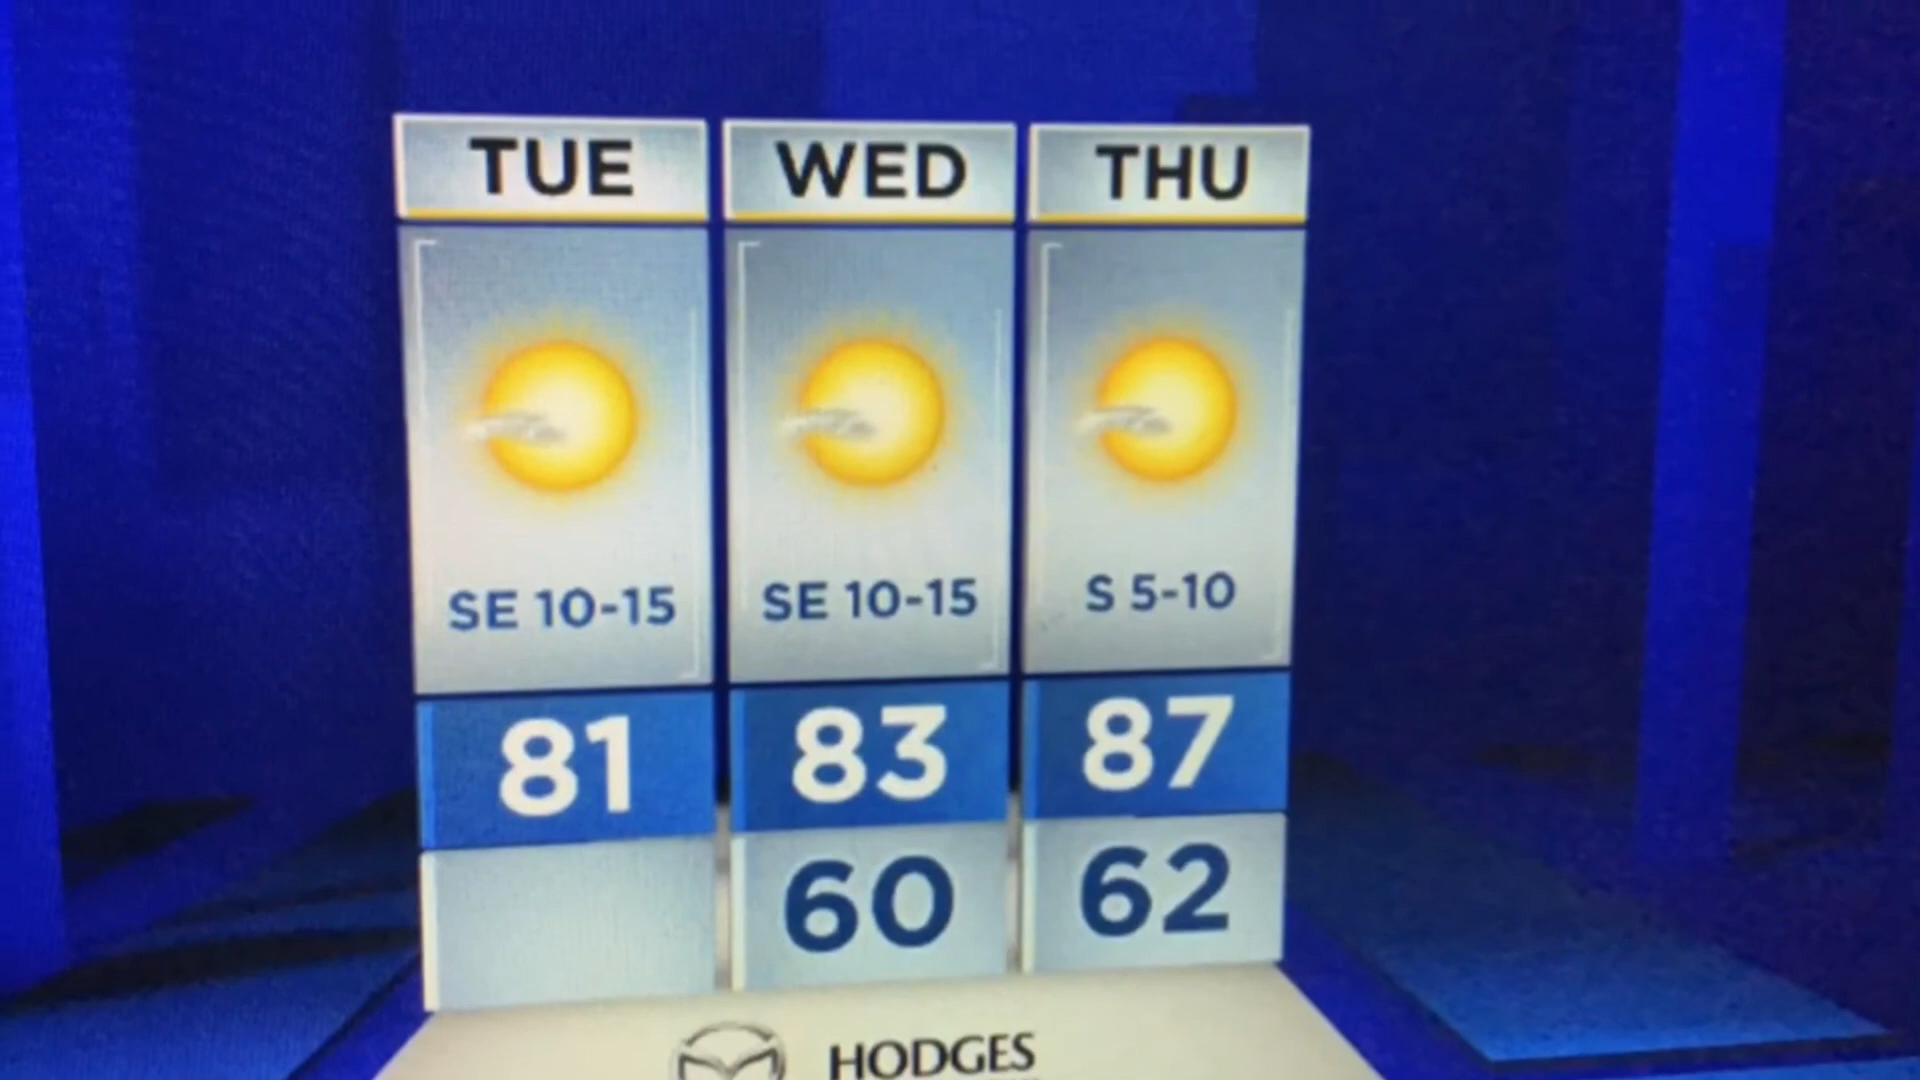 TUE WED THU
SE 10-15 SE 10-15 S 5-10
81 83 87
60 62
HODGES